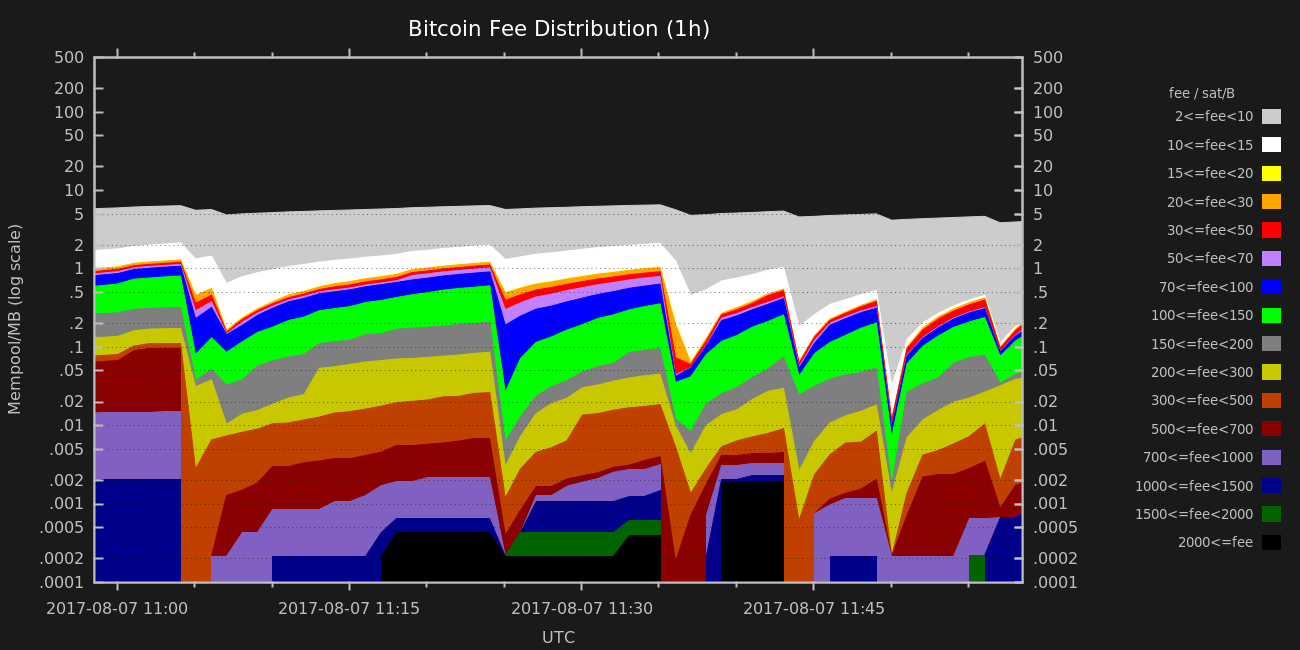 Bitcoin Fee Distribution (1h)
500 500
200 200
100 100
50 50
20 20
10 10
5 5
2 2
1 1
.5 .5
.2 .2
.1 .1
.05 .05
.02 .02
.01 .01
.005 .005
.002 .002
.001 .001
.0005 .0005
.0002 .0002
.0001 .0001
Mempool/MB (log scale)
2017-08-07 11:00 2017-08-07 11:15 2017-08-07 11:30 2017-08-07 11:45
UTC
fee / sat/B
2<=fee<10
10<=fee<15
15<=fee<20
20<=fee<30
30<=fee<50
50<=fee<70
70<=fee<100
100<=fee<150
150<=fee<200
200<=fee<300
300<=fee<500
500<=fee<700
700<=fee<1000
1000<=fee<1500
1500<=fee<2000
2000<=fee